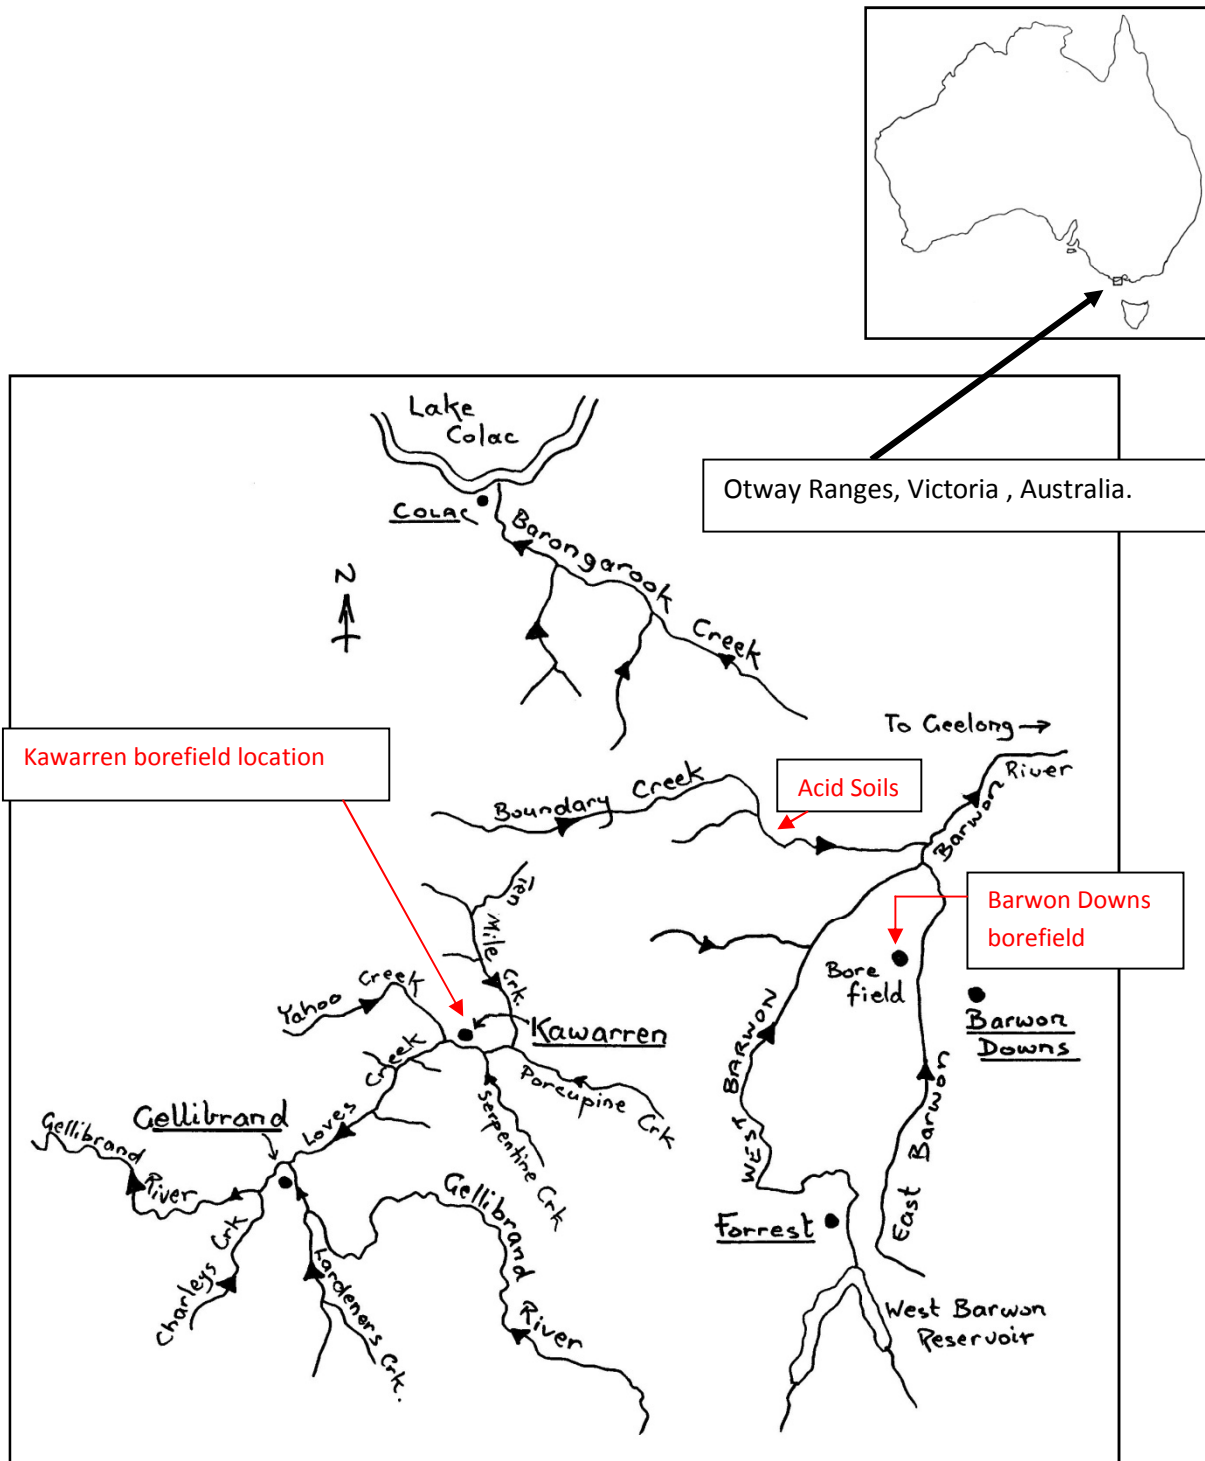 Otway Ranges, Victoria , Australia.
Lake
Colac
COLAC
Barongarook
Creek
N
To Geelong →
Kawarren borefield location
Acid Soils
Boundary Creek
Barwon
River
Barwon Downs
borefield
Ten
Mile
Crk.
Yahoo Creek
Bore
field
Barwon
Downs
Kawarren
Porcupine Crk
Serpentine Crk
Loves Creek
Gellibrand
Gellibrand
River
WEST BARWON
East Barwon
Gellibrand
River
Charleys Crk
Lardeners Crk.
Forrest
West Barwon
Reservoir